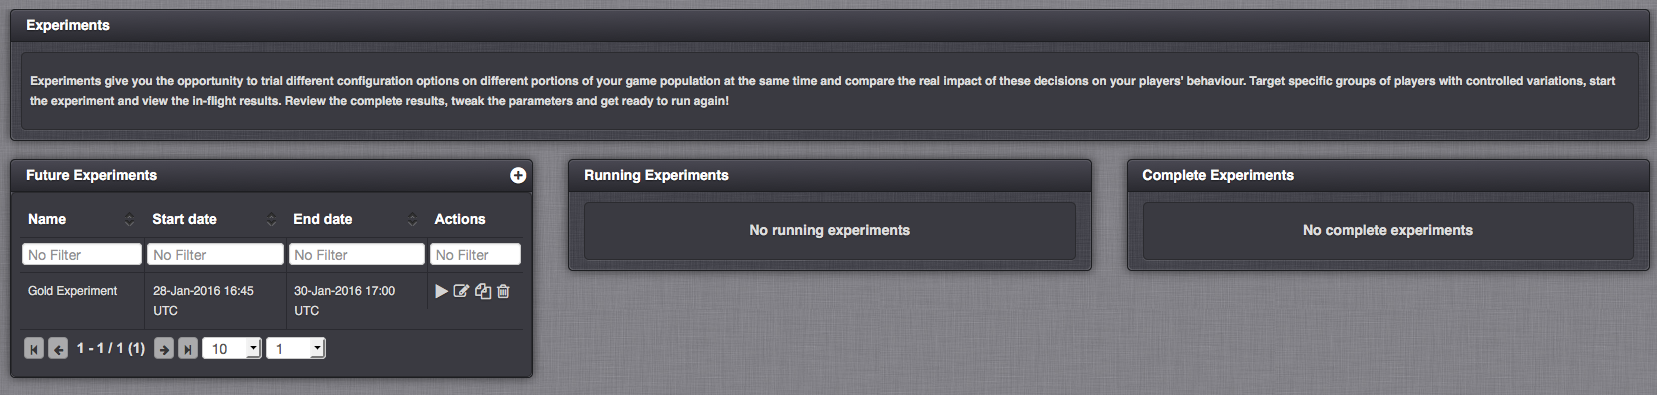 Experiments
Experiments give you the opportunity to trial different configuration options on different portions of your game population at the same time and compare the real impact of these decisions on your players' behaviour. Target specific groups of players with controlled variations, start
the experiment and view the in-flight results. Review the complete results, tweak the parameters and get ready to run again!
Future Experiments
Name Start date End date Actions
No Filter No Filter No Filter No Filter
Gold Experiment 28-Jan-2016 16:45 30-Jan-2016 17:00
UTC UTC
1 - 1 / 1 (1) 10 1
Running Experiments
No running experiments
Complete Experiments
No complete experiments